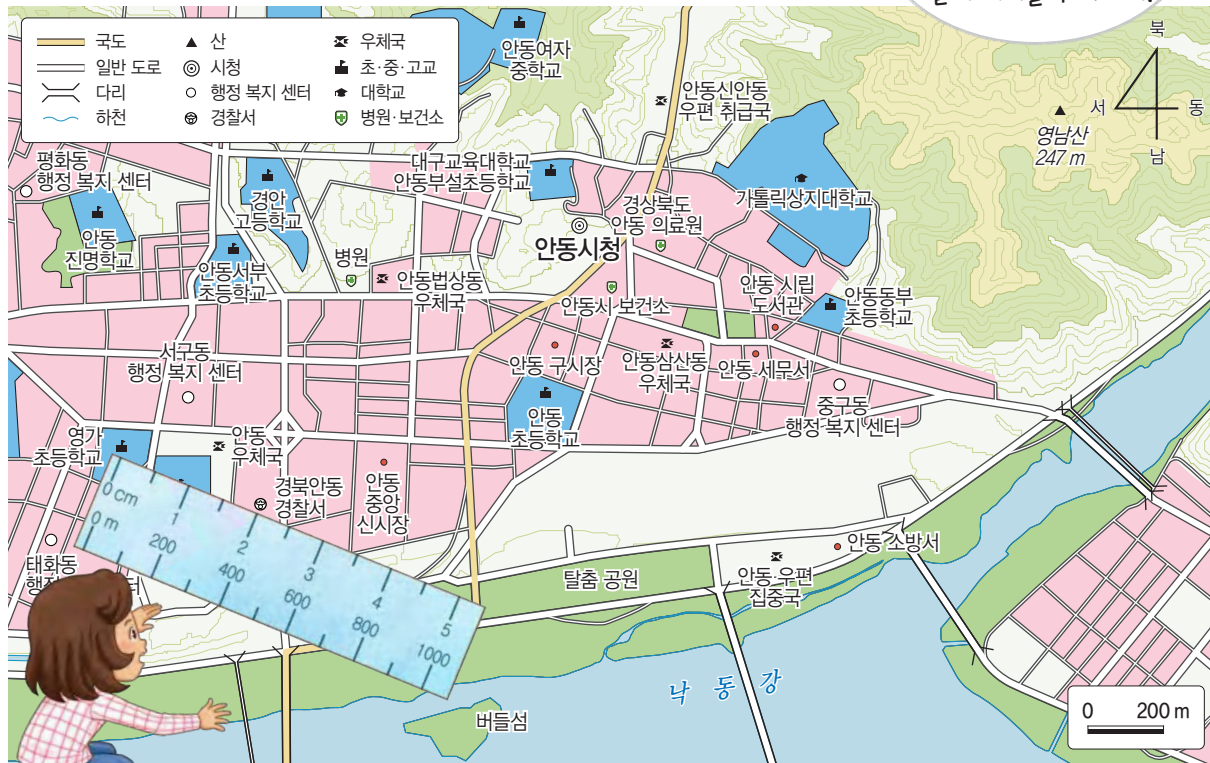 국도
일반 도로
다리
하천
산
시청
행정 복지 센터
경찰서
우체국
초·중·고교
대학교
병원·보건소
안동여자
중학교
안동신안동
우편 취급국
북
서
동
남
영남산
247 m
평화동
행정 복지 센터
경안
고등학교
대구교육대학교
안동부설초등학교
가톨릭상지대학교
경상북도
안동 의료원
안동시청
안동
진명학교
안동서부
초등학교
병원
안동법상동
우체국
안동시 보건소
안동 시립
도서관
안동동부
초등학교
서구동
행정 복지 센터
안동 구시장
안동삼산동
우체국
안동 세무서
안동
초등학교
중구동
행정 복지 센터
영가
초등학교
안동
우체국
경북안동
경찰서
안동
중앙
신시장
0 cm
1
2
3
4
5
0 m
200
400
600
800
1000
태화동
탈춤 공원
안동 우편
집중국
안동 소방서
낙동강
버들섬
0
200 m